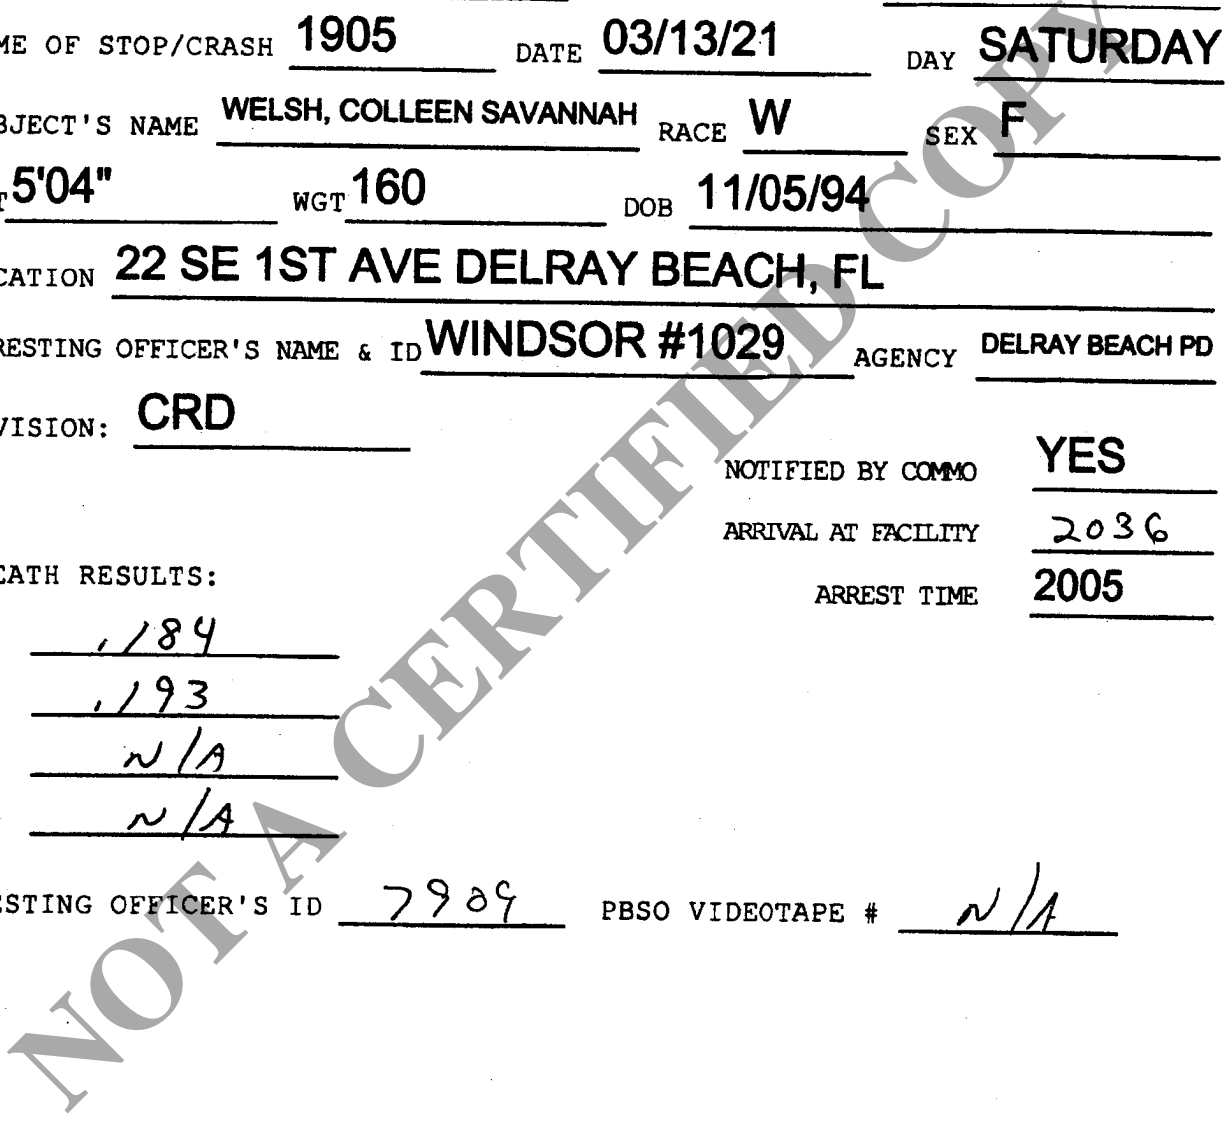 ME OF STOP/CRASH 1905 DATE 03/13/21 DAY SATURDAY
BJECT'S NAME WELSH, COLLEEN SAVANNAH RACE W SEX F
T 5'04" WGT 160 DOB 11/05/94
CATION 22 SE 1ST AVE DELRAY BEACH, FL
RESTING OFFICER'S NAME & ID WINDSOR #1029 AGENCY DELRAY BEACH PD
VISION: CRD
NOTIFIED BY COMMO YES
ARRIVAL AT FACILITY 2036
ARREST TIME 2005
EATH RESULTS:
.184
.193
N/A
N/A
ESTING OFFICER'S ID 7909 PBSO VIDEOTAPE # N/A
NOT A CERTIFIED COPY